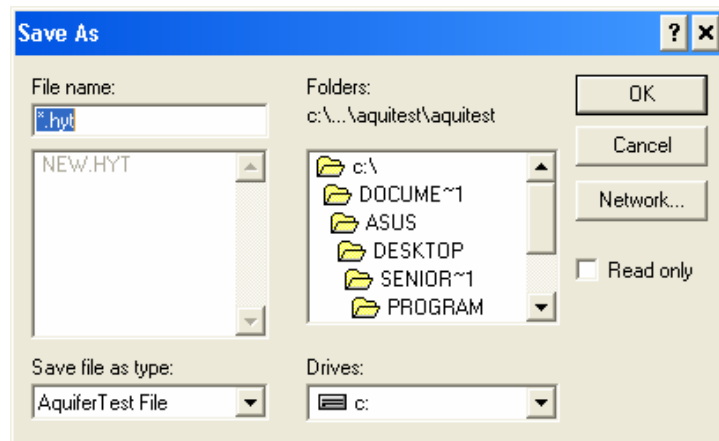 Save As
File name:
*.hyt
NEW.HYT
Save file as type:
AquiferTest File
Folders:
c:\...\aquitest\aquitest
c:\
DOCUME~1
ASUS
DESKTOP
SENIOR~1
PROGRAM
Drives:
c:
OK
Cancel
Network...
Read only